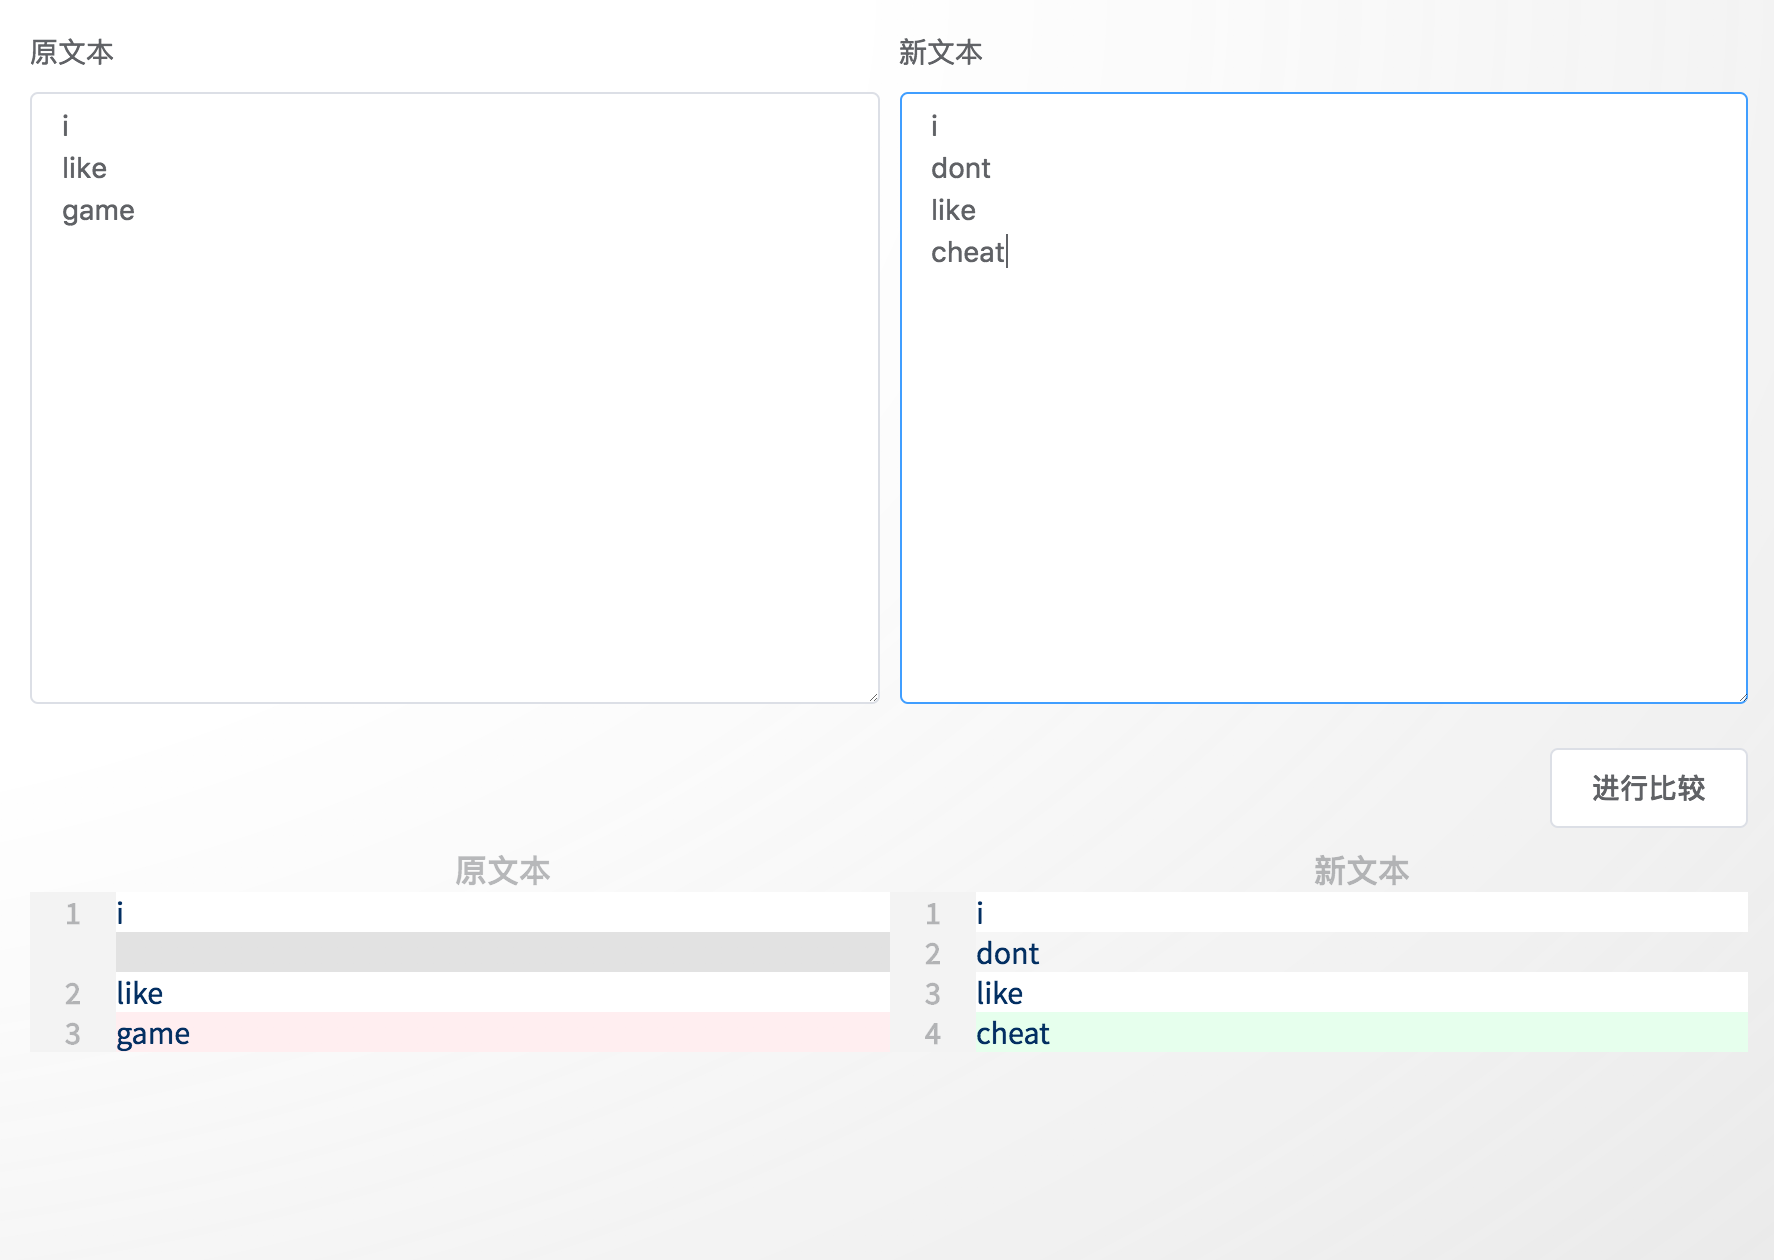 原文本
i
like
game
新文本
i
dont
like
cheat
进行比较
原文本
1 i
2 like
3 game
新文本
1 i
2 dont
3 like
4 cheat